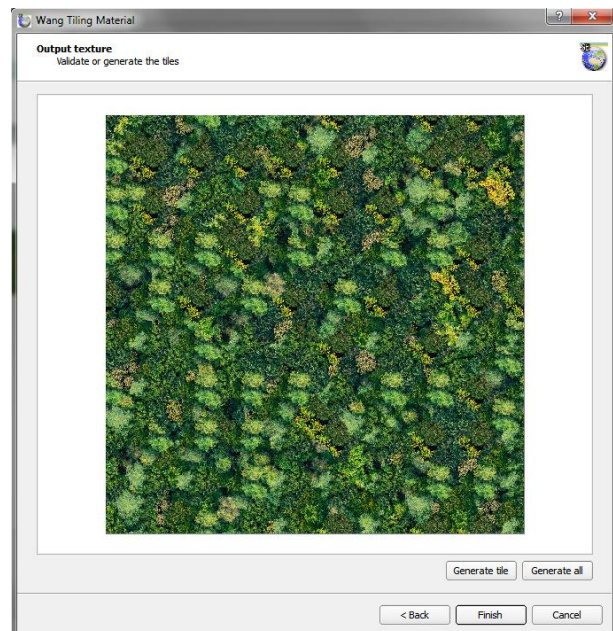 Wang Tiling Material
Output texture
Validate or generate the tiles
Generate tile
Generate all
< Back
Finish
Cancel